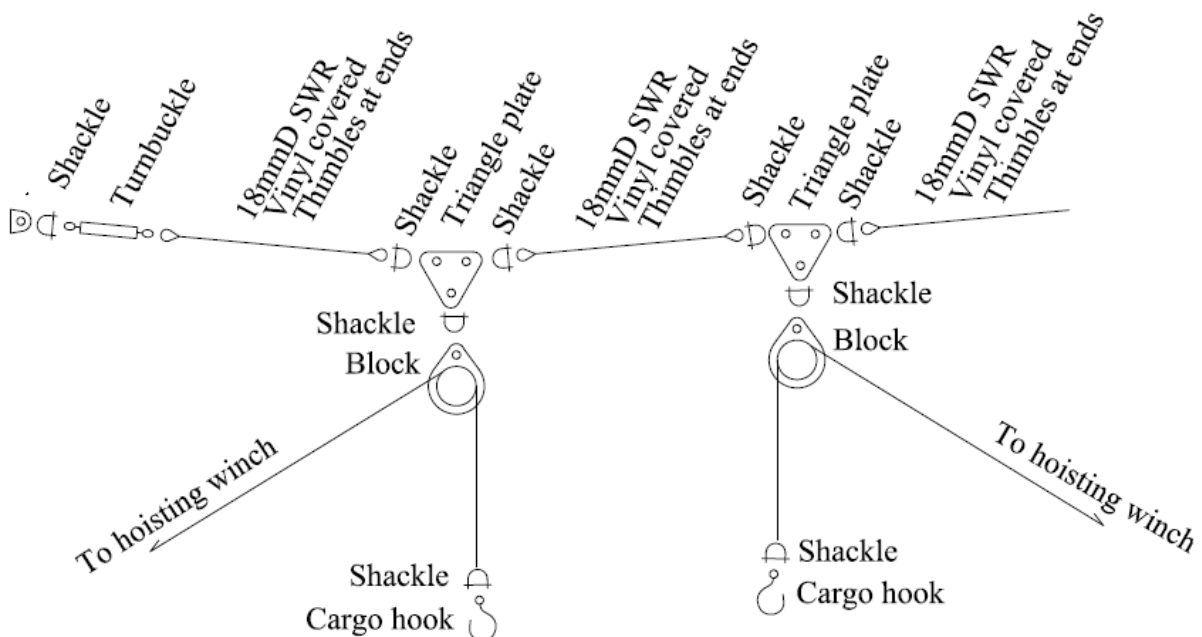 Shackle
Turnbuckle
18mmD SWR
Vinyl covered
Thimbles at ends
Shackle
Triangle plate
Shackle
18mmD SWR
Vinyl covered
Thimbles at ends
Shackle
Triangle plate
Shackle
18mmD SWR
Vinyl covered
Thimbles at ends
Shackle
Block
Shackle
Block
To hoisting winch
To hoisting winch
Shackle
Cargo hook
Shackle
Cargo hook